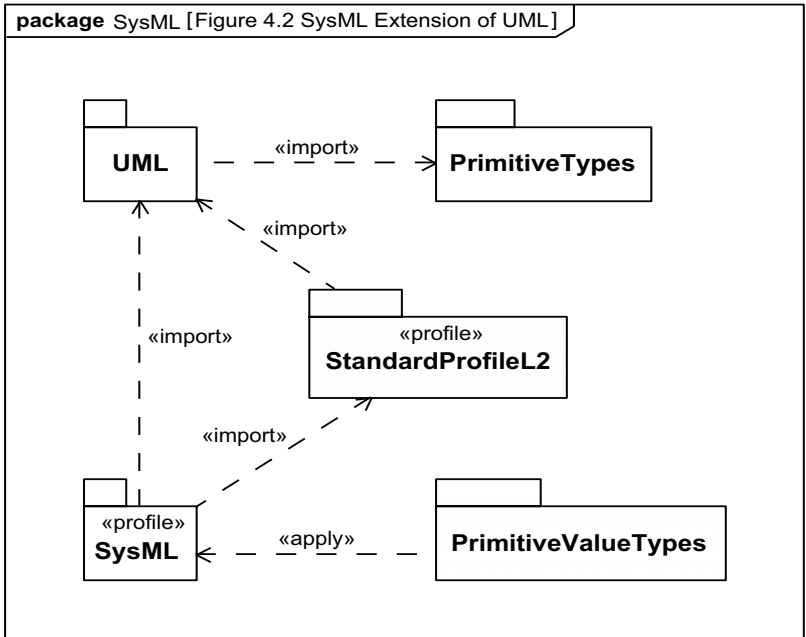 package SysML [Figure 4.2 SysML Extension of UML]
UML
«import»
PrimitiveTypes
«import»
«import»
«profile»
StandardProfileL2
«import»
«profile»
SysML
«apply»
PrimitiveValueTypes